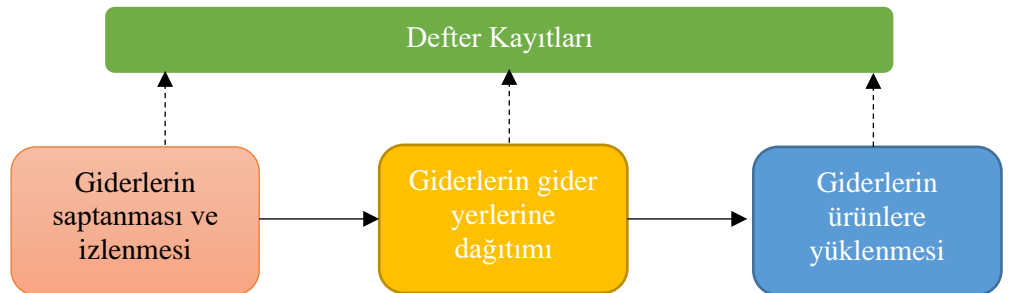 Defter Kayıtları
Giderlerin
saptanması ve
izlenmesi
Giderlerin gider
yerlerine
dağıtımı
Giderlerin
ürünlere
yüklenmesi